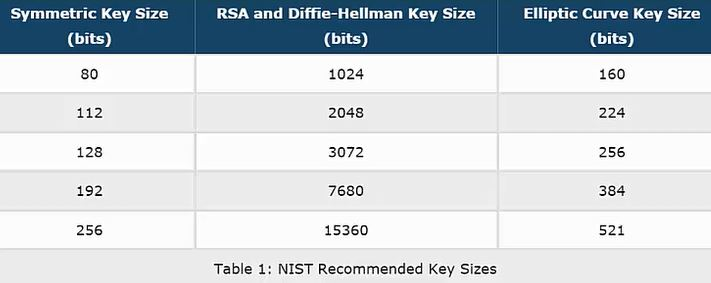 Symmetric Key Size (bits) RSA and Diffie-Hellman Key Size (bits) Elliptic Curve Key Size (bits)
80 1024 160
112 2048 224
128 3072 256
192 7680 384
256 15360 521
Table 1: NIST Recommended Key Sizes